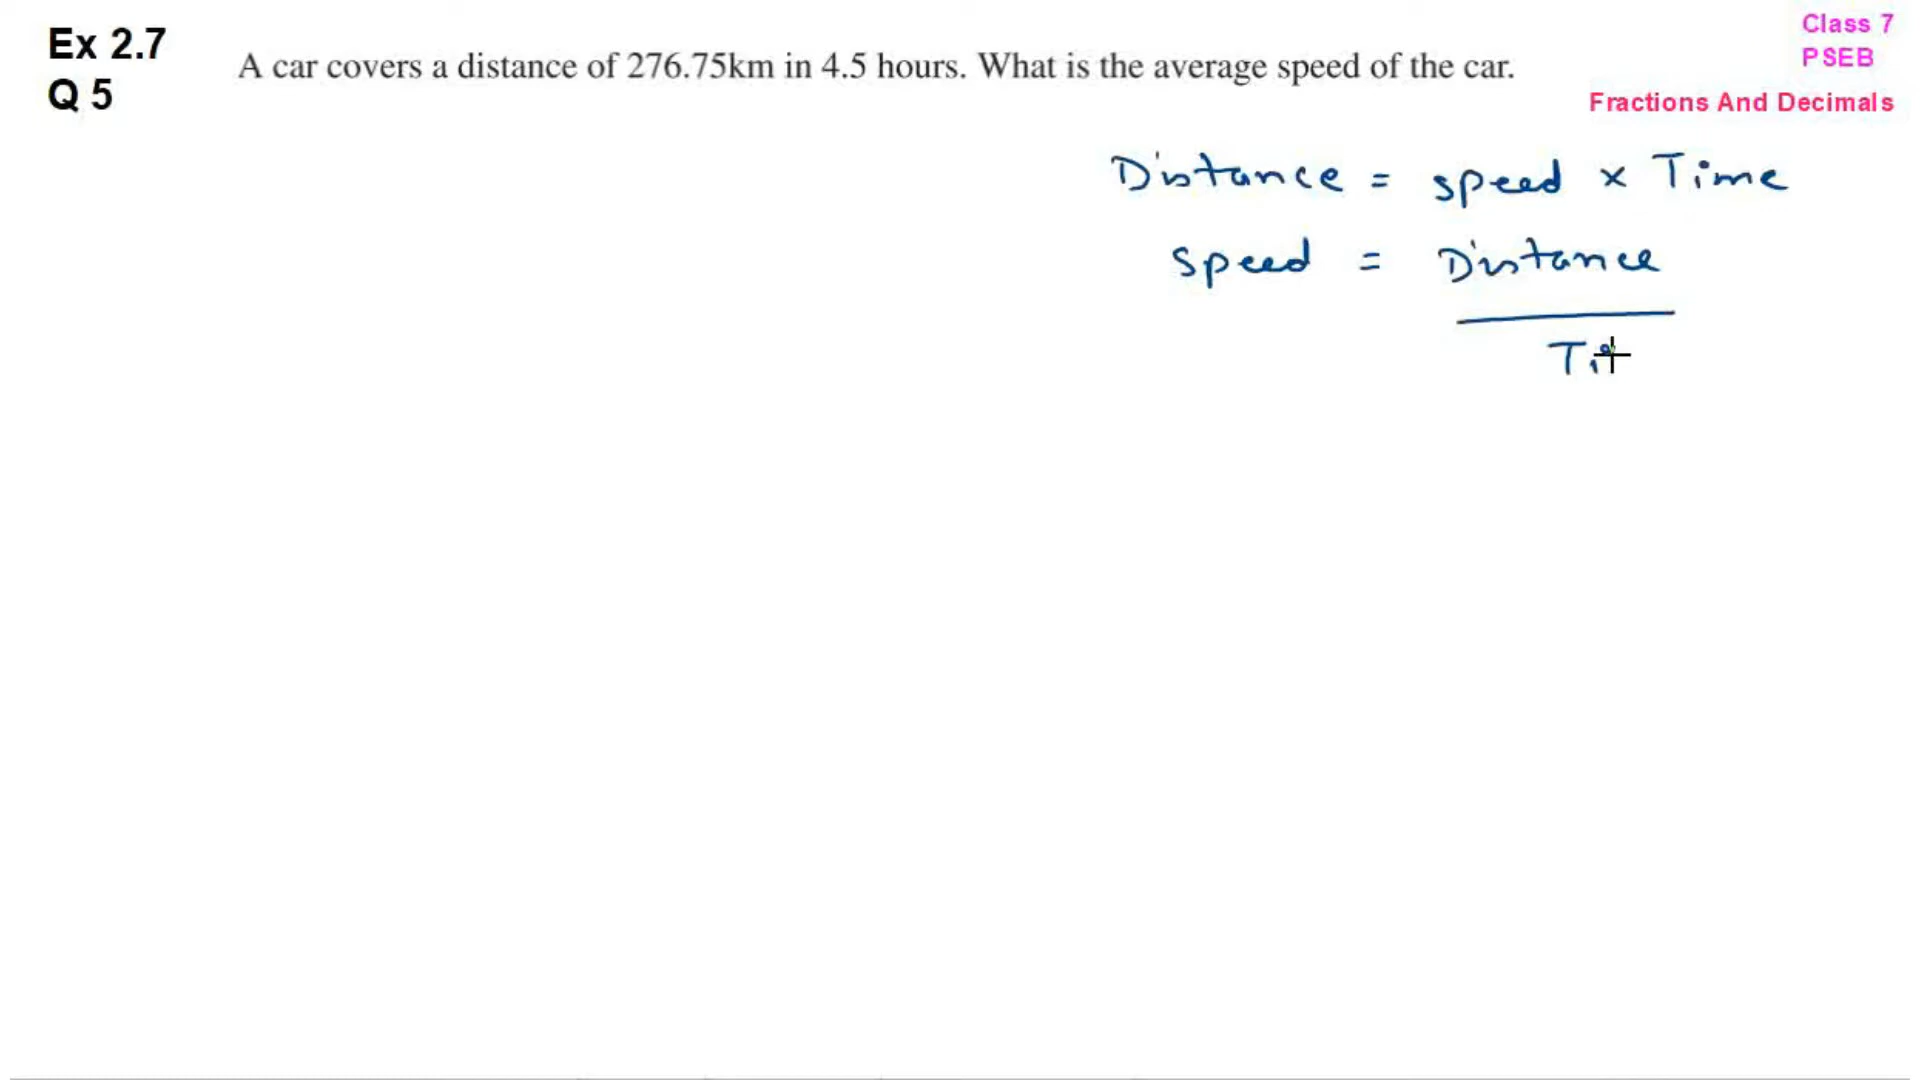 Ex 2.7
Q 5
A car covers a distance of 276.75km in 4.5 hours. What is the average speed of the car.
Class 7
PSEB
Fractions And Decimals
Distance = speed × Time
speed = Distance
Ti